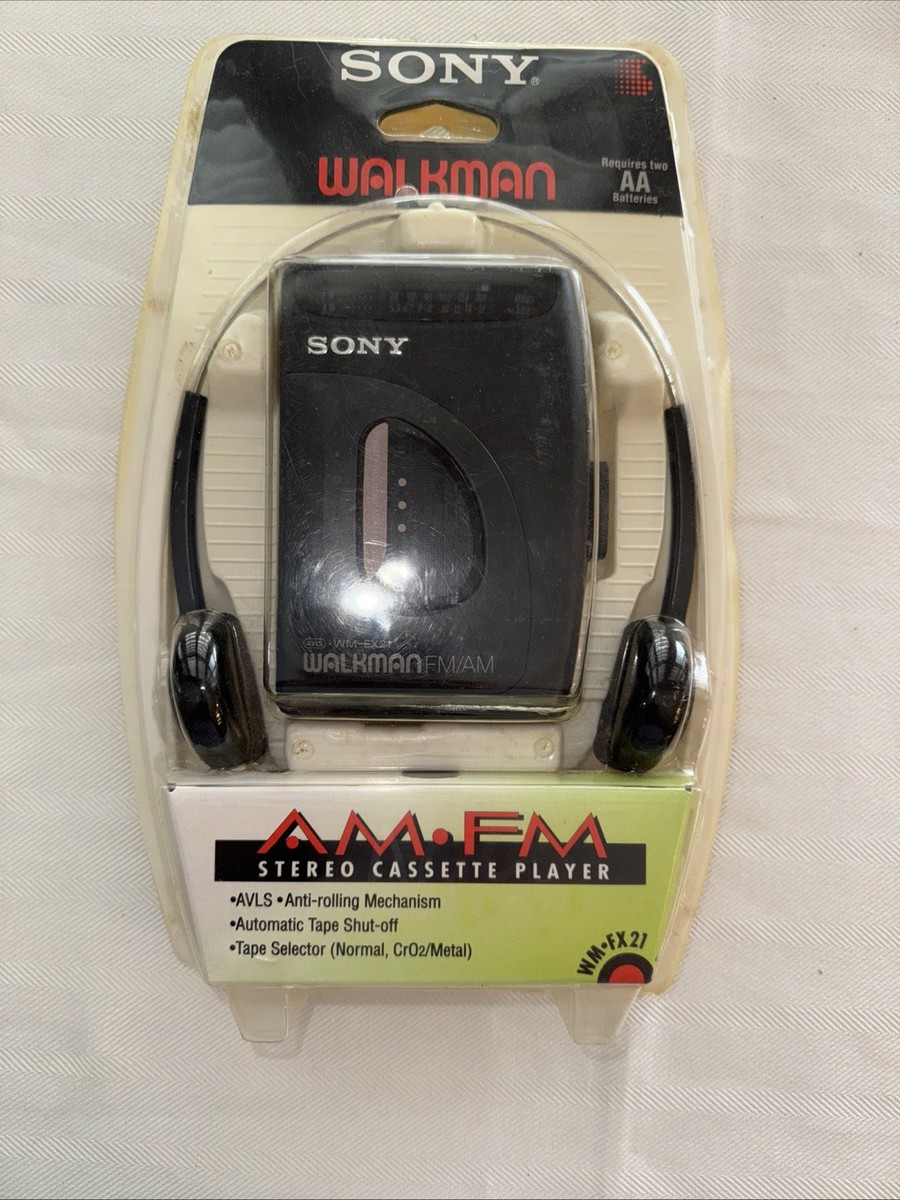 SONY®
WALKMAN
Requires two
AA
Batteries
SONY
AVLS • WM-FX21
WALKMAN FM/AM
AM•FM
STEREO CASSETTE PLAYER
•AVLS •Anti-rolling Mechanism
•Automatic Tape Shut-off
•Tape Selector (Normal, CrO2/Metal)
WM•FX21